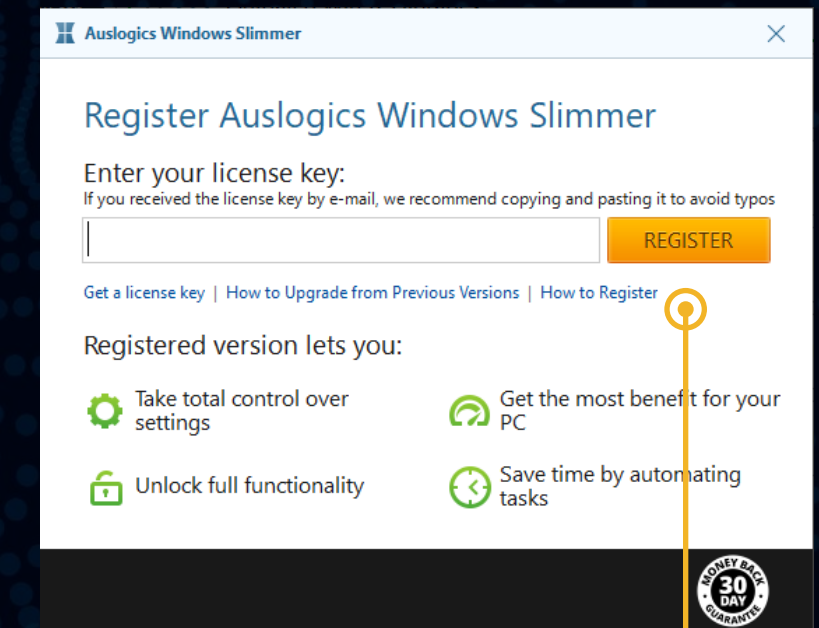 Auslogics Windows Slimmer
Register Auslogics Windows Slimmer
Enter your license key:
If you received the license key by e-mail, we recommend copying and pasting it to avoid typos
REGISTER
Get a license key | How to Upgrade from Previous Versions | How to Register
Registered version lets you:
Take total control over
settings
Get the most benefit for your
PC
Unlock full functionality
Save time by automating
tasks
MONEY BACK
30
DAY
GUARANTEE